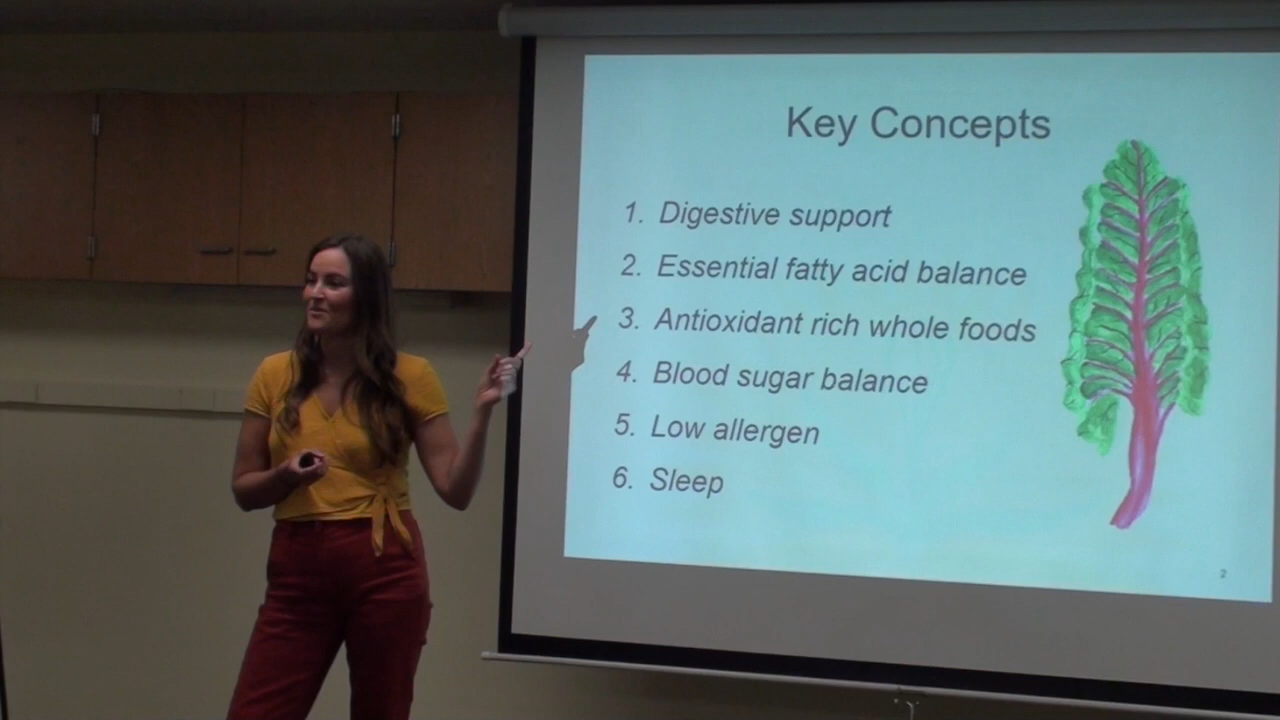 Key Concepts
1. Digestive support
2. Essential fatty acid balance
3. Antioxidant rich whole foods
4. Blood sugar balance
5. Low allergen
6. Sleep
2